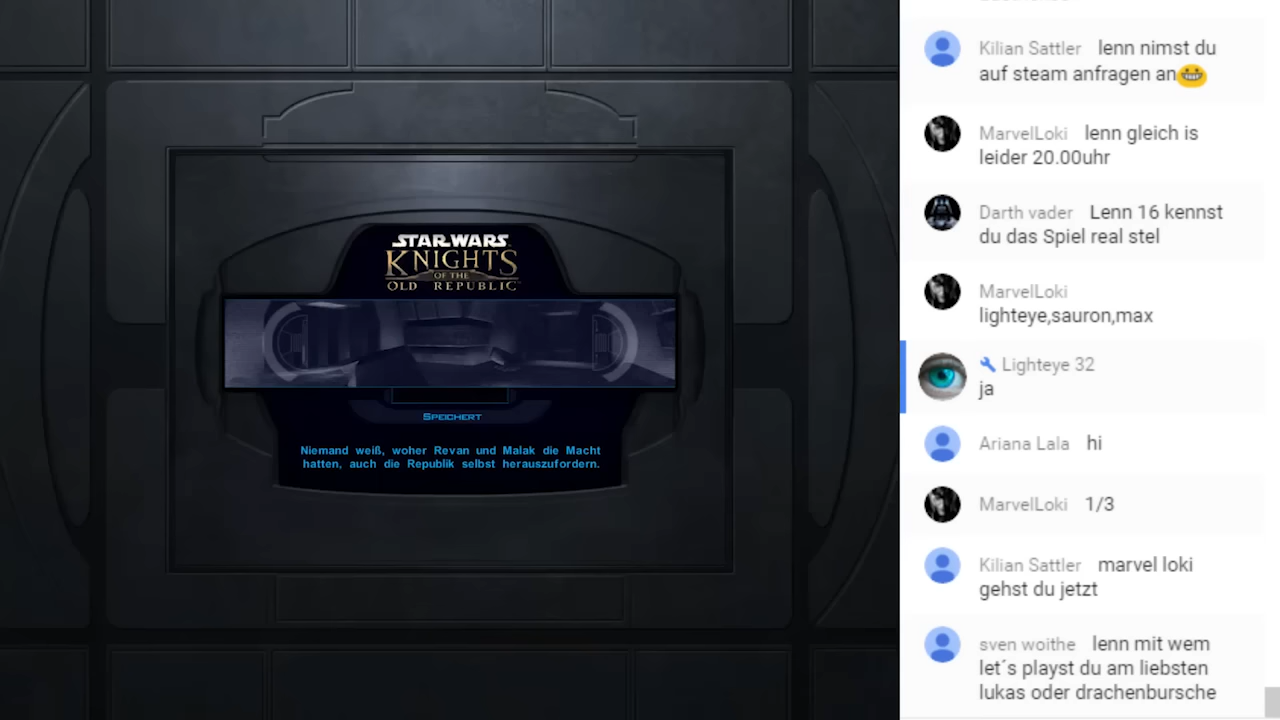 STAR WARS
KNIGHTS
OF THE
OLD REPUBLIC
SPEICHERT
Niemand weiß, woher Revan und Malak die Macht
hatten, auch die Republik selbst herauszufordern.
Kilian Sattler lenn nimst du
auf steam anfragen an
MarvelLoki lenn gleich is
leider 20.00uhr
Darth vader Lenn 16 kennst
du das Spiel real stel
MarvelLoki
lighteye,sauron,max
Lighteye 32
ja
Ariana Lala hi
MarvelLoki 1/3
Kilian Sattler marvel loki
gehst du jetzt
sven woithe lenn mit wem
let´s playst du am liebsten
lukas oder drachenbursche